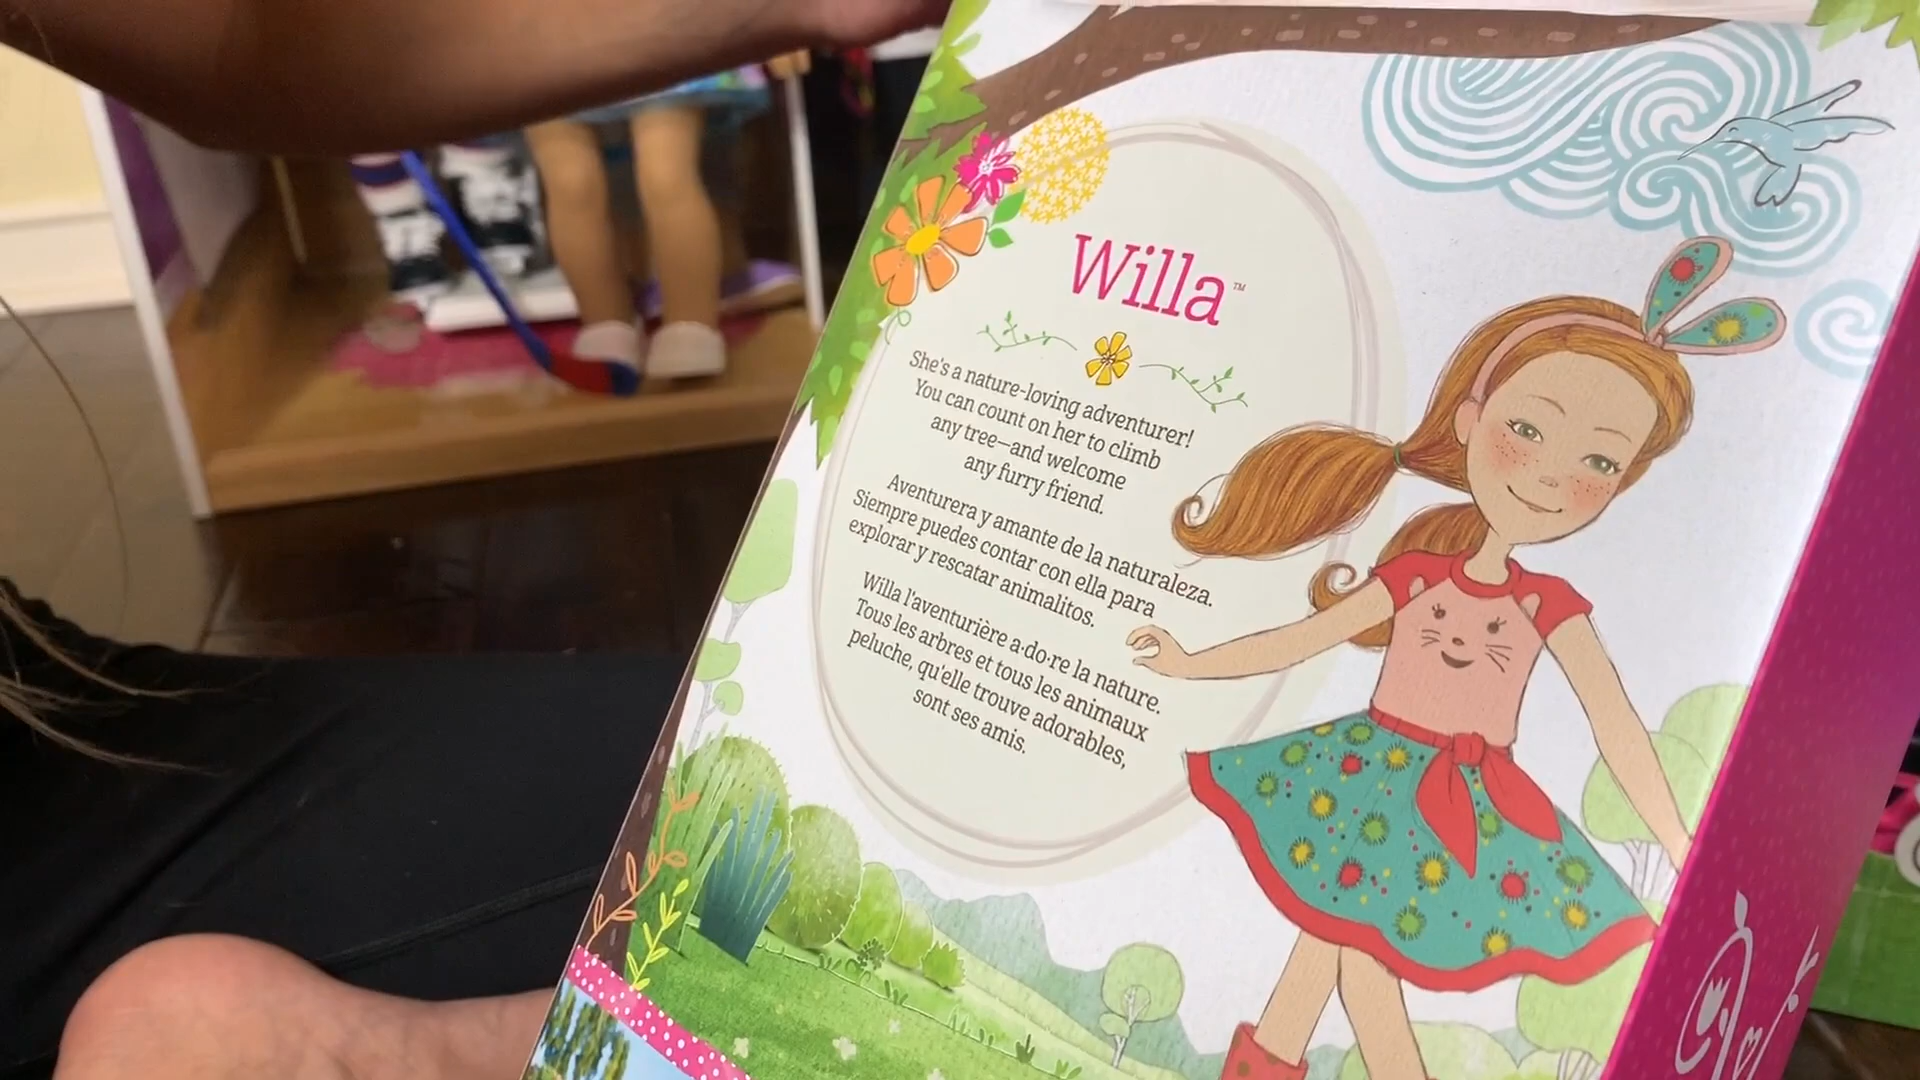 Willa™
She's a nature-loving adventurer!
You can count on her to climb
any tree—and welcome
any furry friend.
Aventurera y amante de la naturaleza.
Siempre puedes contar con ella para
explorar y rescatar animalitos.
Willa l'aventurière a·do·re la nature.
Tous les arbres et tous les animaux
peluche, qu'elle trouve adorables,
sont ses amis.